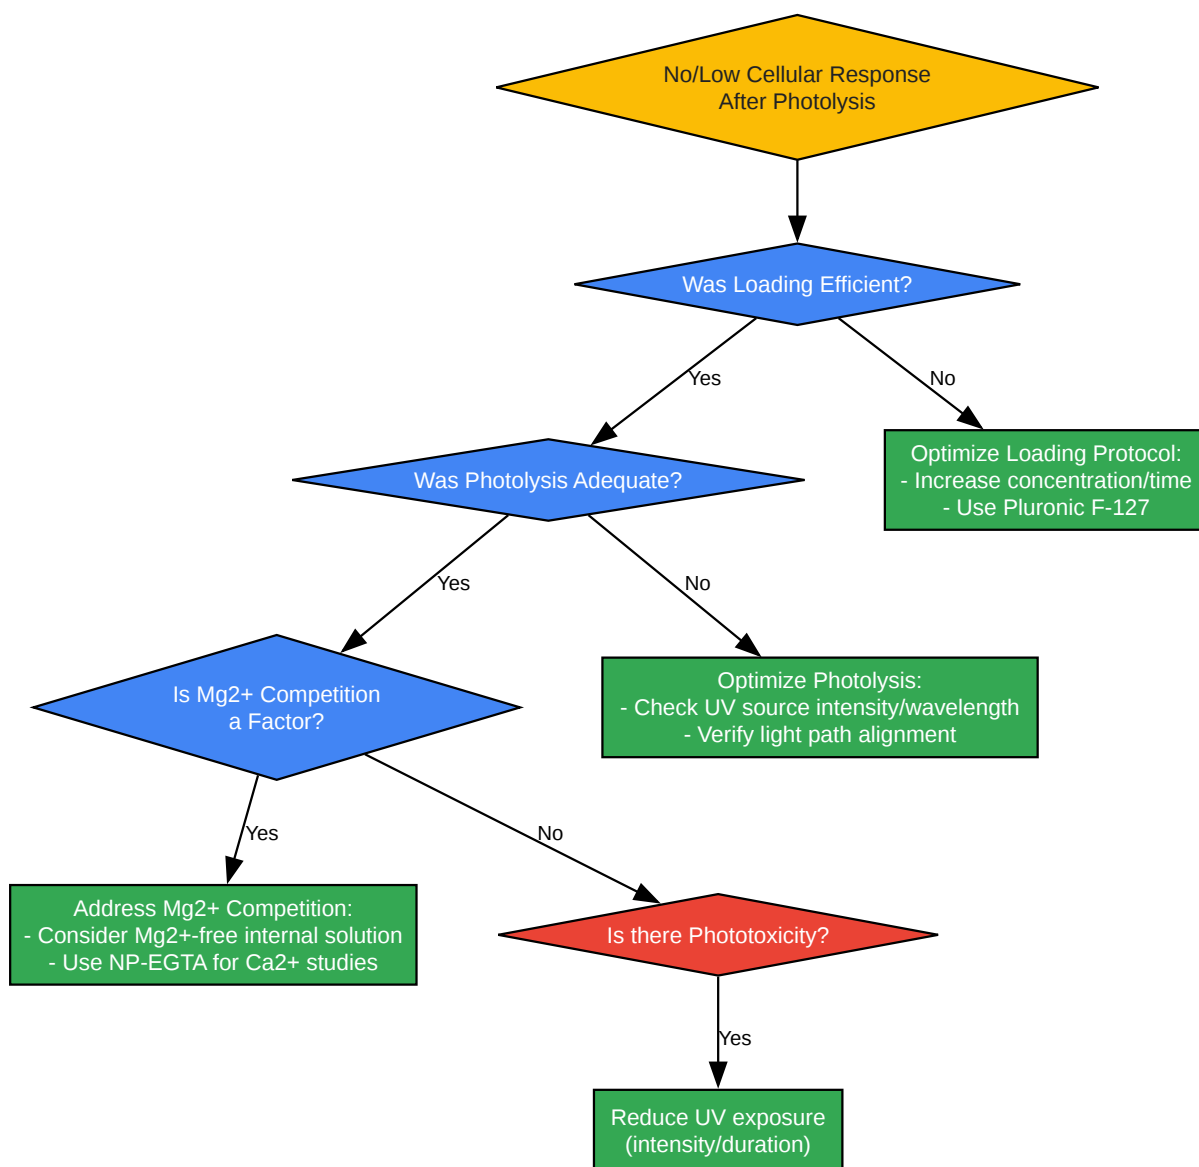 No/Low Cellular Response
After Photolysis
Was Loading Efficient?
Yes
No
Optimize Loading Protocol:
- Increase concentration/time
- Use Pluronic F-127
Was Photolysis Adequate?
Yes
No
Optimize Photolysis:
- Check UV source intensity/wavelength
- Verify light path alignment
Is Mg2+ Competition
a Factor?
Yes
No
Address Mg2+ Competition:
- Consider Mg2+-free internal solution
- Use NP-EGTA for Ca2+ studies
Is there Phototoxicity?
Yes
Reduce UV exposure
(intensity/duration)